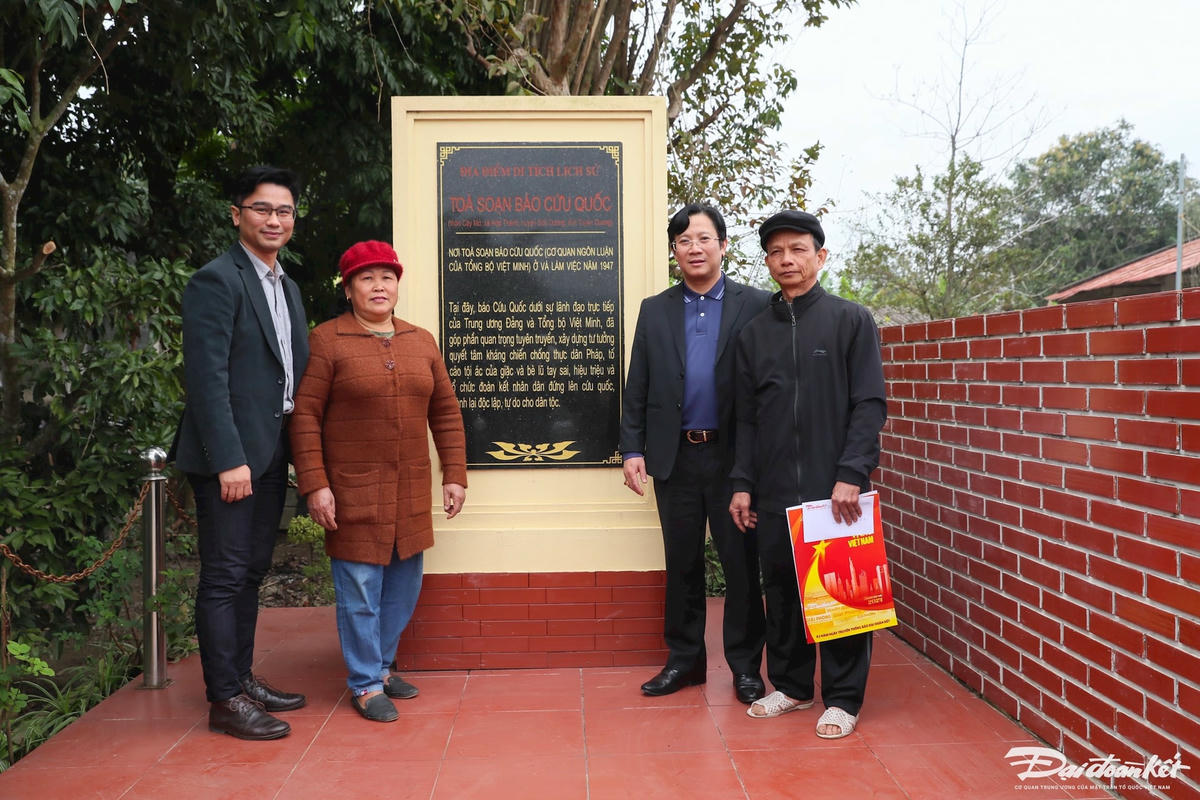 ĐỊA ĐIỂM DI TÍCH LỊCH SỬ
TOÀ SOẠN BÁO CỨU QUỐC
NƠI TOÀ SOẠN BÁO CỨU QUỐC (CƠ QUAN NGÔN LUẬN
CỦA TỔNG BỘ VIỆT MINH) Ở VÀ LÀM VIỆC NĂM 1947
Tại đây, báo Cứu Quốc dưới sự lãnh đạo trực tiếp
của Trung ương Đảng và Tổng bộ Việt Minh, đã
góp phần quan trọng tuyên truyền, xây dựng tư tưởng
quyết tâm kháng chiến chống thực dân Pháp, tố
cáo tội ác của giặc và bè lũ tay sai, hiệu triệu và
tổ chức đoàn kết nhân dân đứng lên cứu quốc,
lại độc lập, tự do cho dân tộc.
VIỆT NAM
Đại đoàn kết
CƠ QUAN TRUNG ƯƠNG CỦA MẶT TRẬN TỔ QUỐC VIỆT NAM